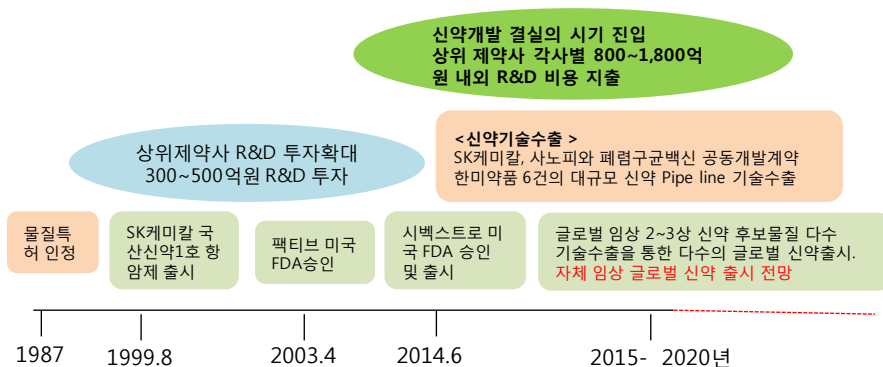 신약개발 결실의 시기 진입
상위 제약사 각사별 800~1,800억
원 내외 R&D 비용 지출
<신약기술수출 >
SK케미칼, 사노피와 폐렴구균백신 공동개발계약
한미약품 6건의 대규모 신약 Pipe line 기술수출
상위제약사 R&D 투자확대
300~500억원 R&D 투자
물질특
허 인정
SK케미칼 국
산신약1호 항
암제 출시
팩티브 미국
FDA승인
시벡스트로 미
국 FDA 승인
및 출시
글로벌 임상 2~3상 신약 후보물질 다수
기술수출을 통한 다수의 글로벌 신약출시.
자체 임상 글로벌 신약 출시 전망
1987
1999.8
2003.4
2014.6
2015- 2020년